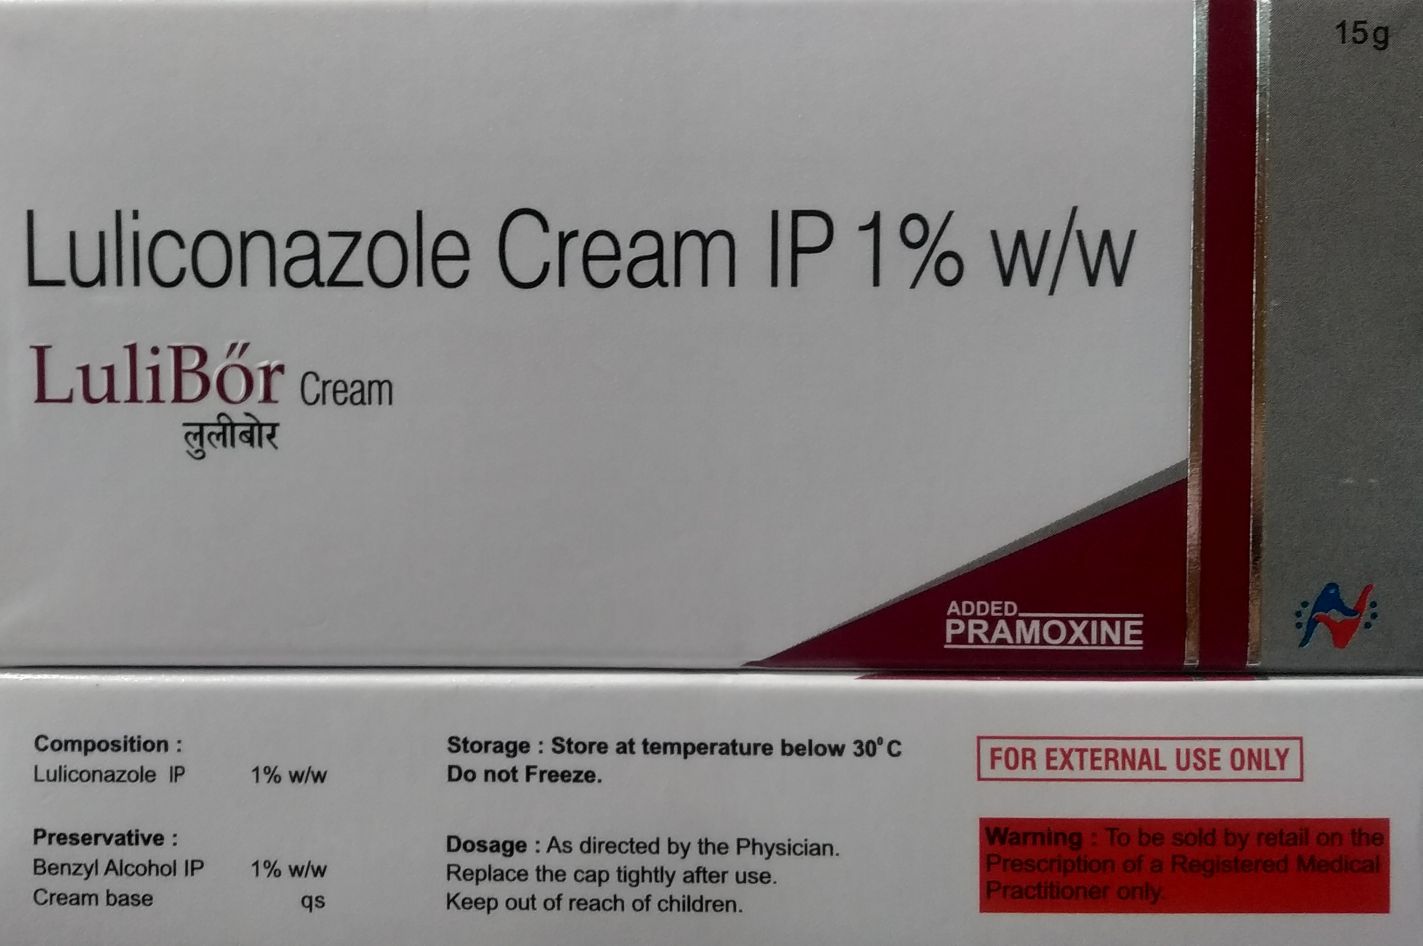 15g
Luliconazole Cream IP 1% w/w
LuliBőr Cream
लुलीबोर
ADDED
PRAMOXINE
Composition :
Luliconazole IP 1% w/w
Preservative :
Benzyl Alcohol IP 1% w/w
Cream base qs
Storage : Store at temperature below 30⁰ C
Do not Freeze.
Dosage : As directed by the Physician.
Replace the cap tightly after use.
Keep out of reach of children.
FOR EXTERNAL USE ONLY
Warning : To be sold by retail on the
Prescription of a Registered Medical
Practitioner only.